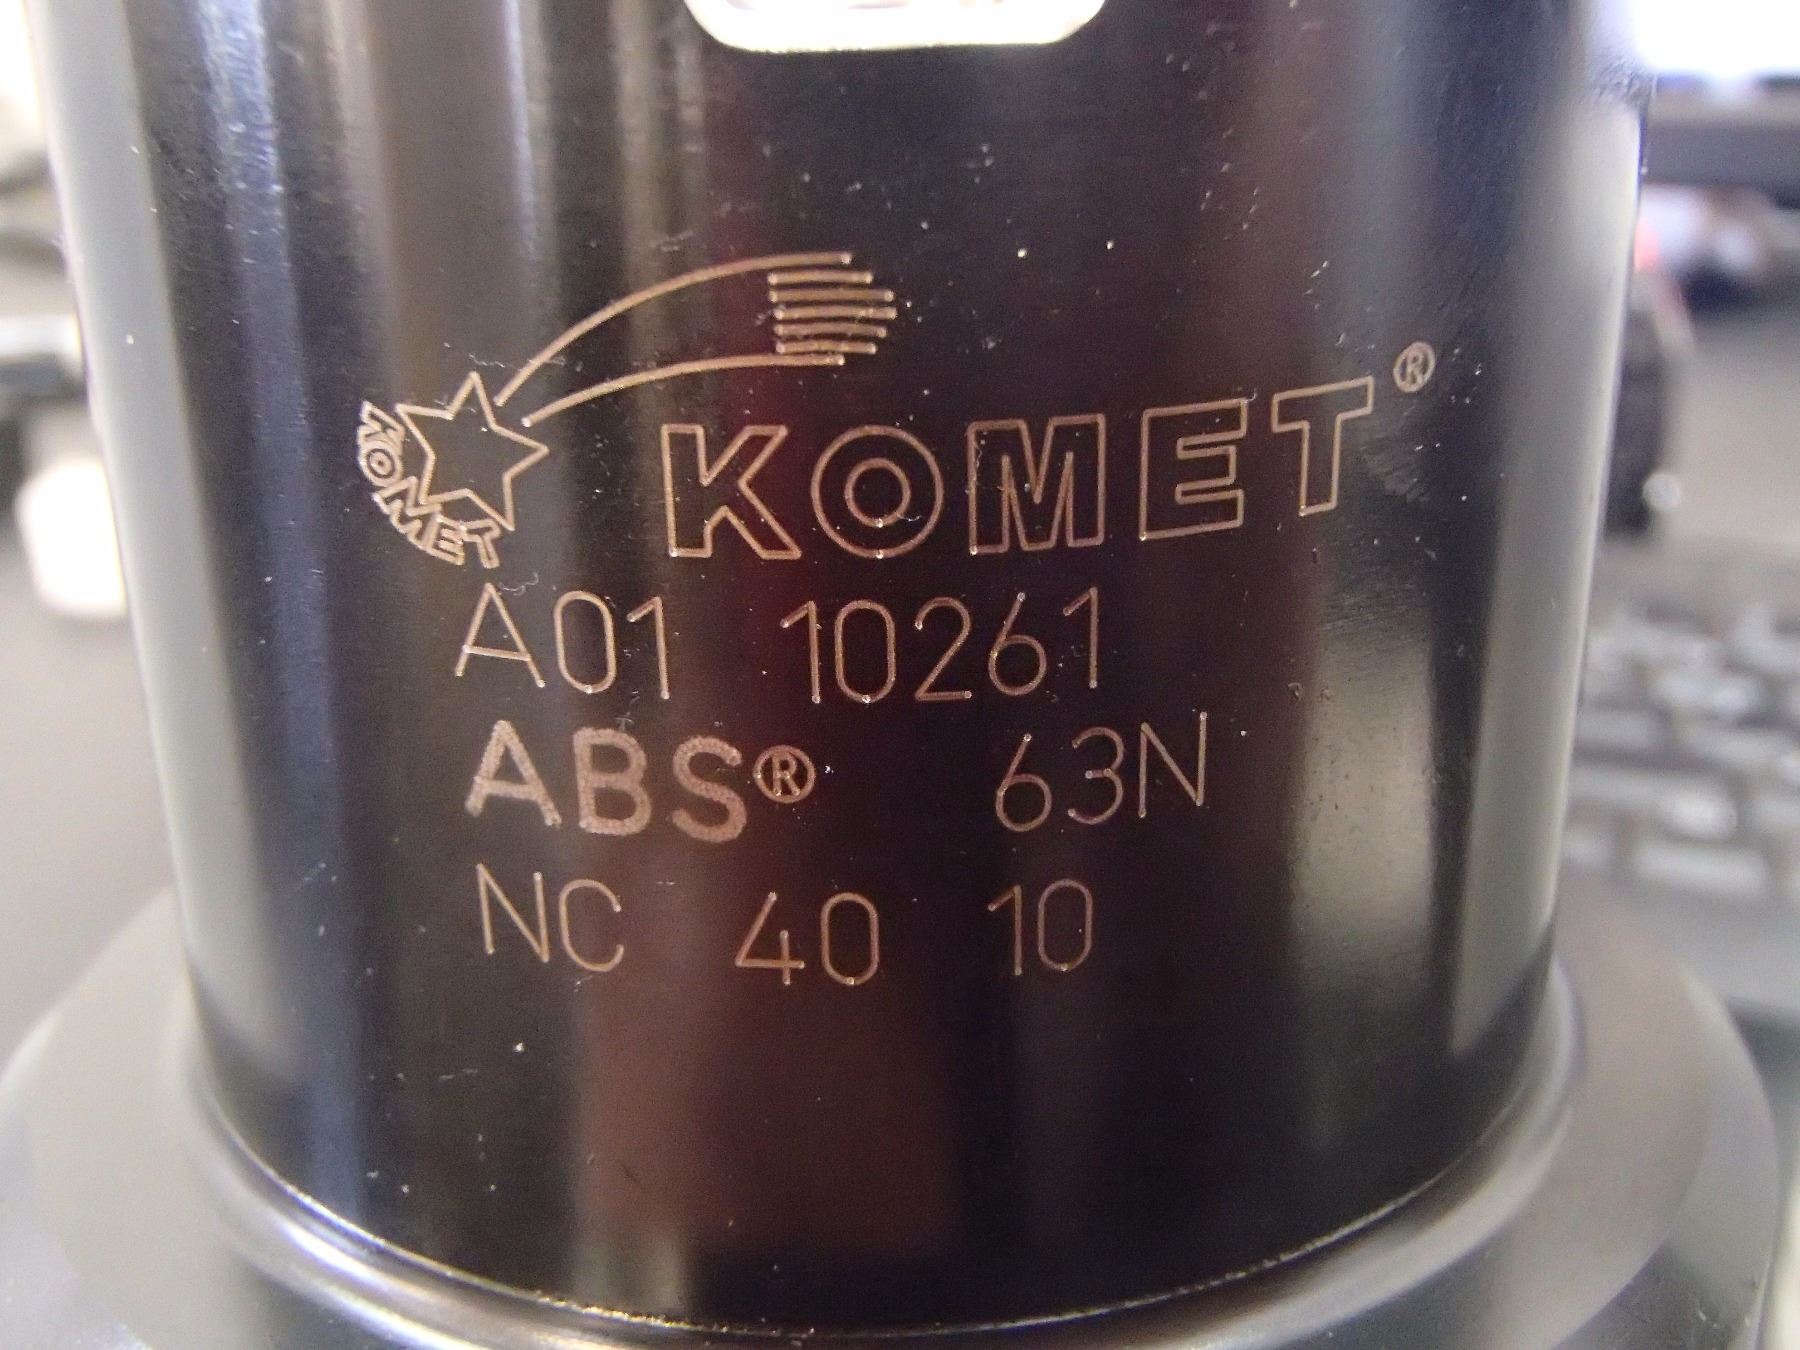 KOMET
KOMET®
A01 10261
ABS® 63N
NC 40 10